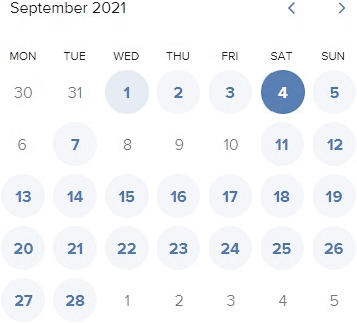 September 2021
MON TUE WED THU FRI SAT SUN
30 31 1 2 3 4 5
6 7 8 9 10 11 12
13 14 15 16 17 18 19
20 21 22 23 24 25 26
27 28 1 2 3 4 5